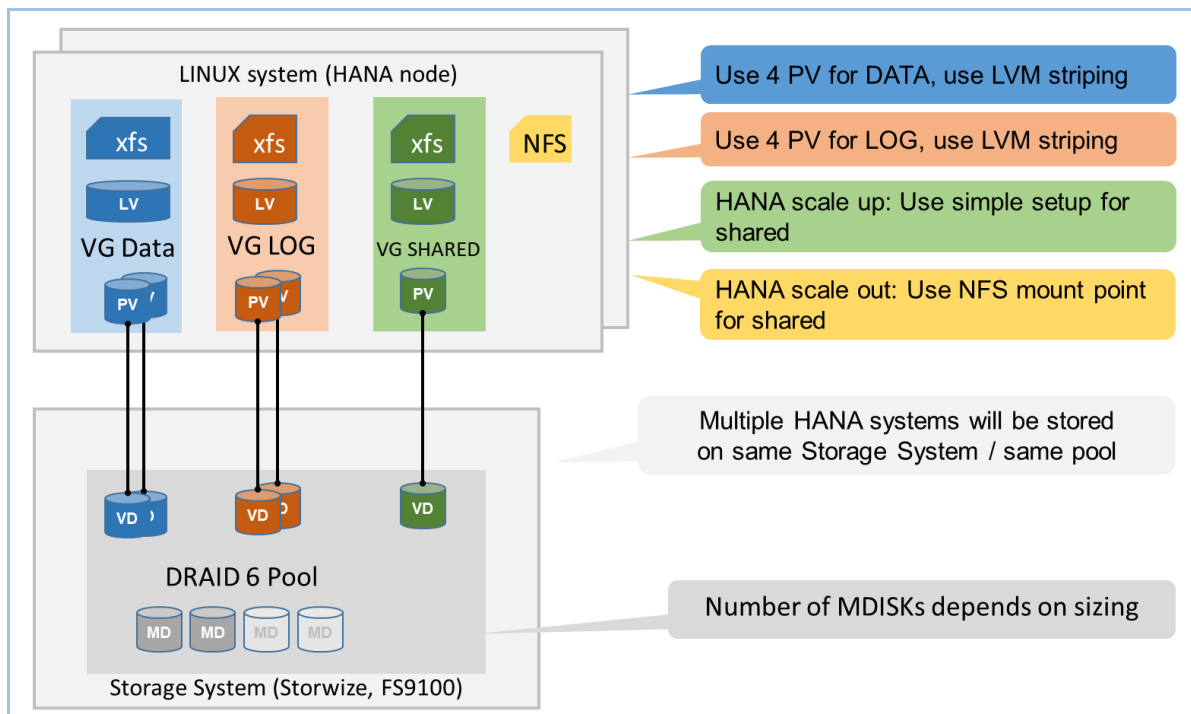 LINUX system (HANA node)
xfs
xfs
xfs
NFS
LV
LV
LV
VG Data
VG LOG
VG SHARED
PV
V
PV
V
PV
Use 4 PV for DATA, use LVM striping
Use 4 PV for LOG, use LVM striping
HANA scale up: Use simple setup for
shared
HANA scale out: Use NFS mount point
for shared
Multiple HANA systems will be stored
on same Storage System / same pool
VD
D
VD
D
VD
DRAID 6 Pool
MD
MD
MD
MD
Number of MDISKs depends on sizing
Storage System (Storwize, FS9100)